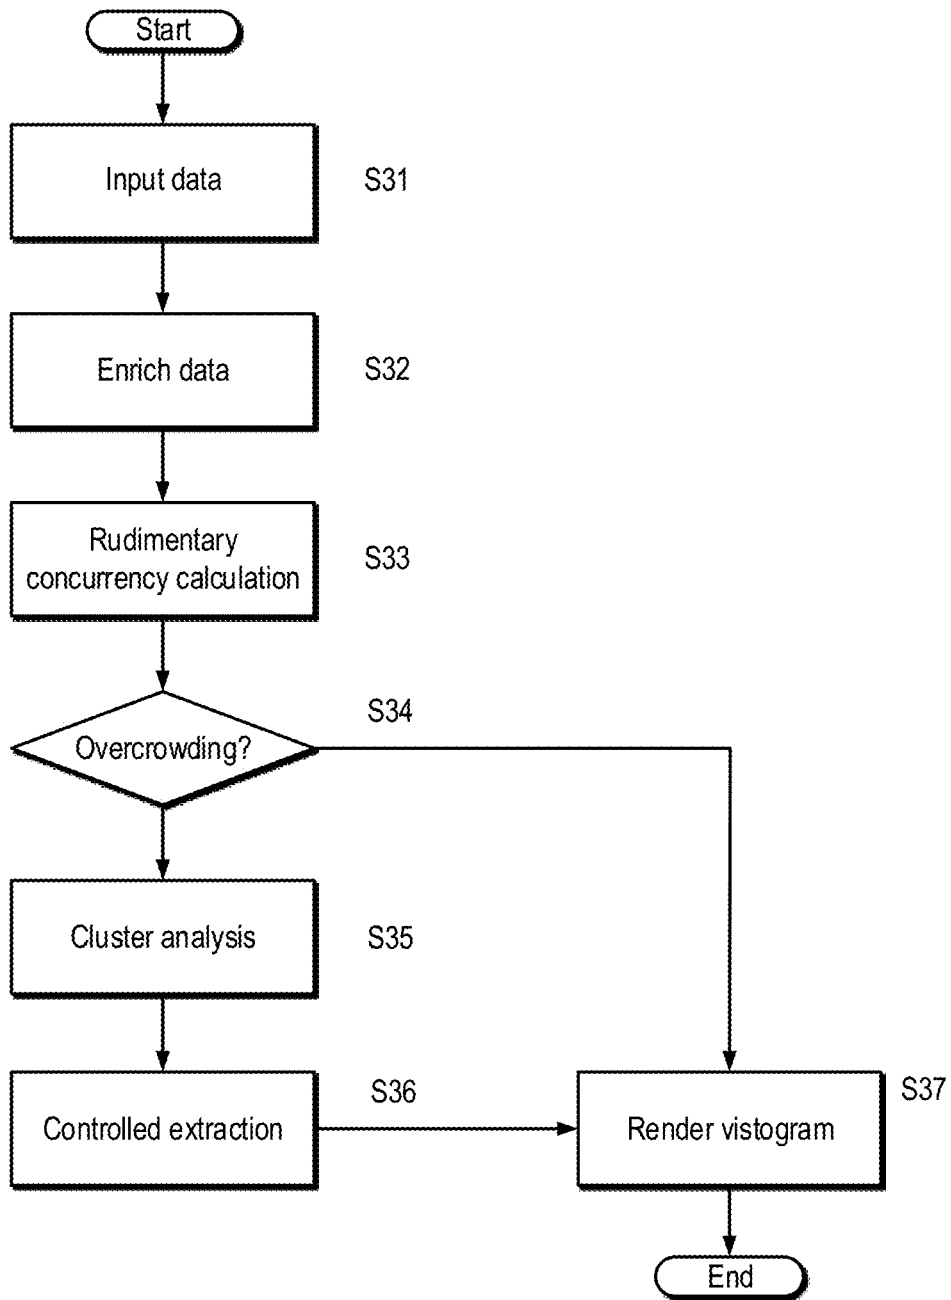 Start
Input data
S31
Enrich data
S32
Rudimentary
concurrency calculation
S33
Overcrowding?
S34
Cluster analysis
S35
Controlled extraction
S36
Render vistogram
S37
End